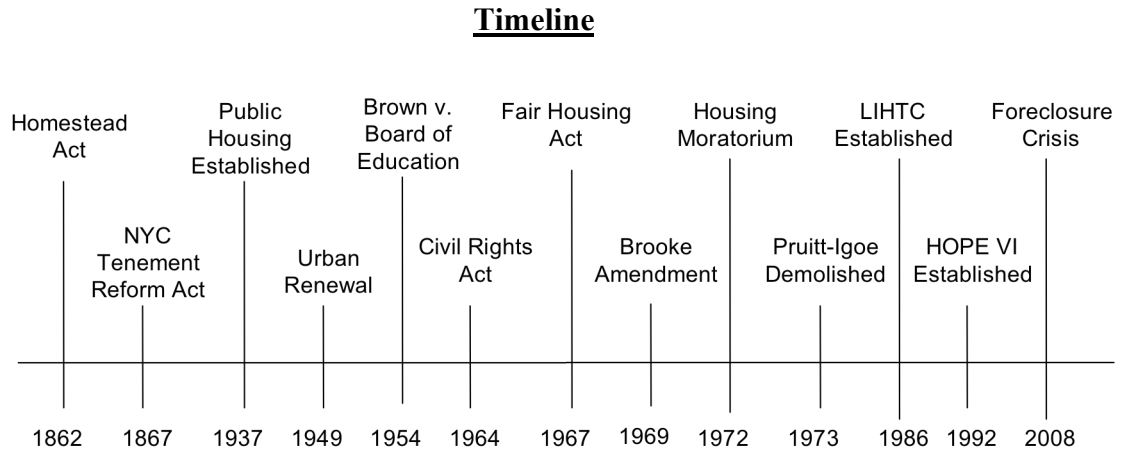 Timeline
Homestead
Act
NYC
Tenement
Reform Act
Public
Housing
Established
Urban
Renewal
Brown v.
Board of
Education
Civil Rights
Act
Fair Housing
Act
Brooke
Amendment
Housing
Moratorium
Pruitt-Igoe
Demolished
LIHTC
Established
HOPE VI
Established
Foreclosure
Crisis
1862 1867 1937 1949 1954 1964 1967 1969 1972 1973 1986 1992 2008